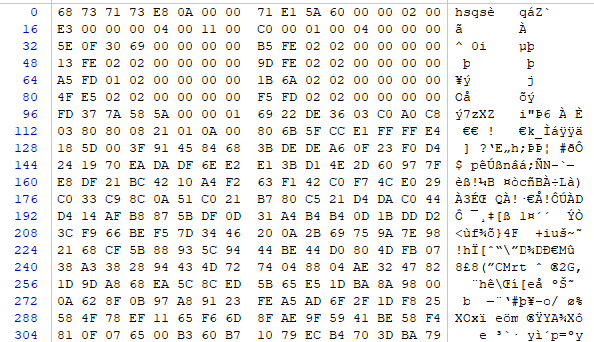 0 68 73 71 73 E8 0A 00 00 71 E1 5A 60 00 00 02 00 hsqsè qáZ`
16 E3 00 00 00 04 00 11 00 C0 00 01 00 04 00 00 00 ã À
32 5E 0F 30 69 00 00 00 00 B5 FE 02 02 00 00 00 00 ^ 0i µþ
48 13 FE 02 02 00 00 00 00 9D FE 02 02 00 00 00 00 þ þ
64 A5 FD 01 02 00 00 00 00 1B 6A 02 02 00 00 00 00 ¥ý j
80 4F E5 02 02 00 00 00 00 F5 FD 02 02 00 00 00 00 Oå õý
96 FD 37 7A 58 5A 00 00 01 69 22 DE 36 03 C0 A0 C8 ý7zXZ i"Þ6 À È
112 03 80 80 08 21 01 0A 00 80 6B 5F CC E1 FF FF E4 €€ ! €k_Ìáÿÿä
128 18 5D 00 3F 91 45 84 68 3B DE DE A6 0F 23 F0 D4 ] ?‘E„h;ÞÞ¦ #ðÔ
144 24 19 70 EA DA DF 6E E2 E1 3B D1 4E 2D 60 97 7F $ pêÚßnâá;ÑN-`—
160 E8 DF 21 BC 42 10 A4 F2 63 F1 42 C0 F7 4C E0 29 èß!¼B ¤òcñBÀ÷Là)
176 C0 33 C9 8C 0A 51 C0 21 B7 80 C5 21 D4 DA C0 44 À3ÉŒ QÀ!·€Å!ÔÚÀD
192 D4 14 AF B8 87 5B DF 0D 31 A4 B4 B4 0D 1B DD D2 Ô ¯¸‡[ß 1¤´´ ÝÒ
208 3C F9 66 BE F5 7D 34 46 20 0A 2B 69 75 9A 7E 98 <ùf¾õ}4F +iuš~˜
224 21 68 CF 5B 88 93 5C 94 44 BE 44 D0 80 4D FB 07 !hÏ[ˆ“\”D¾DÐ€Mû
240 38 A3 38 28 94 43 4D 72 74 04 88 04 AE 32 47 82 8£8(”CMrt ˆ ®2G‚
256 1D 9D A8 68 EA 5C 8C ED 5B 65 E5 1D BA 8A 98 00 ¨hê\Œí[eå ºŠ˜
272 0A 62 8F 0B 97 A8 91 23 FE A5 AD 6F 2F 1D F8 25 b —¨‘#þ¥-o/ ø%
288 58 4F 78 EF 11 65 F6 6D 8F AE 9F 59 41 BE 58 F4 XOxï eöm ®ŸYA¾Xô
304 81 0F 07 65 00 B3 60 B7 10 79 EC B4 70 3D BA 79 e ³`· yì´p=ºy